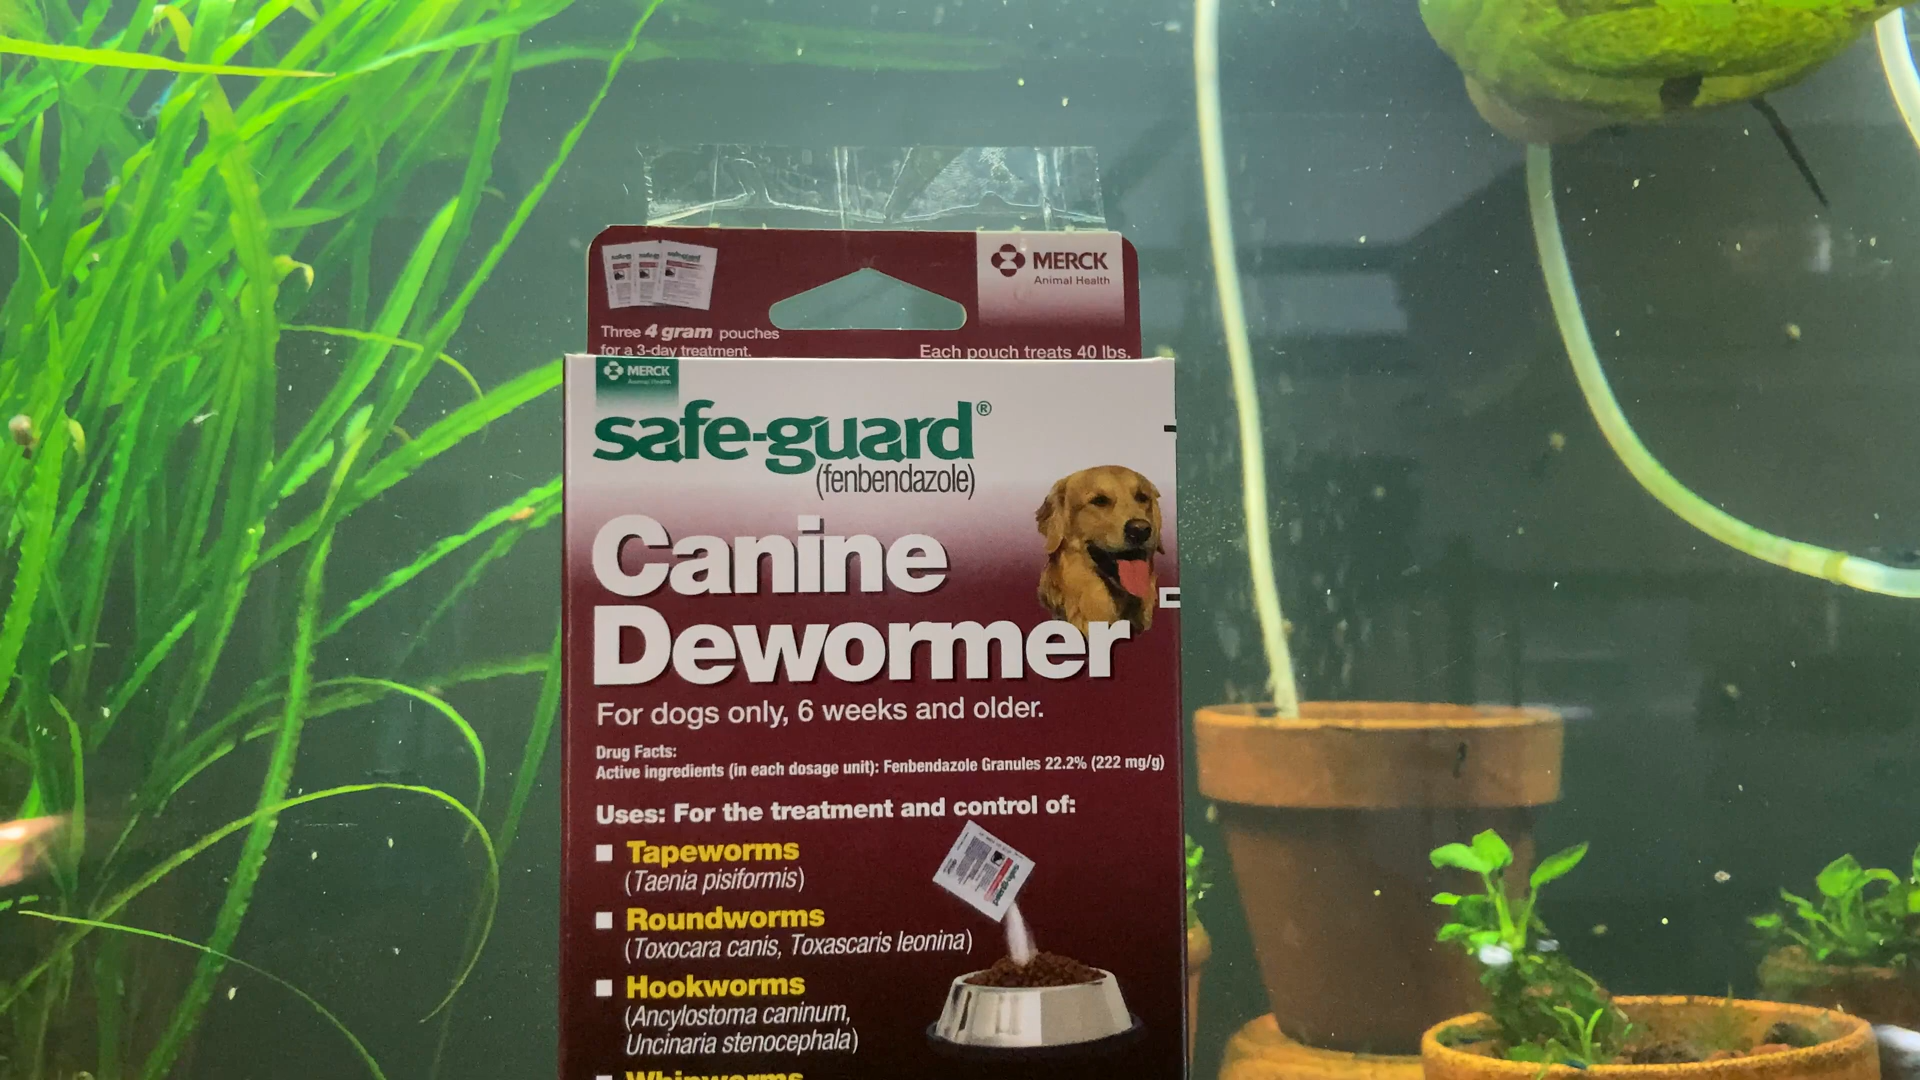 MERCK
Animal Health
Three 4 gram pouches
for a 3-day treatment.
Each pouch treats 40 lbs.
MERCK
Animal Health
safe-guard®
(fenbendazole)
Canine
Dewormer
For dogs only, 6 weeks and older.
Drug Facts:
Active ingredients (in each dosage unit): Fenbendazole Granules 22.2% (222 mg/g)
Uses: For the treatment and control of:
Tapeworms
(Taenia pisiformis)
Roundworms
(Toxocara canis, Toxascaris leonina)
Hookworms
(Ancylostoma caninum,
Uncinaria stenocephala)
Whipworms